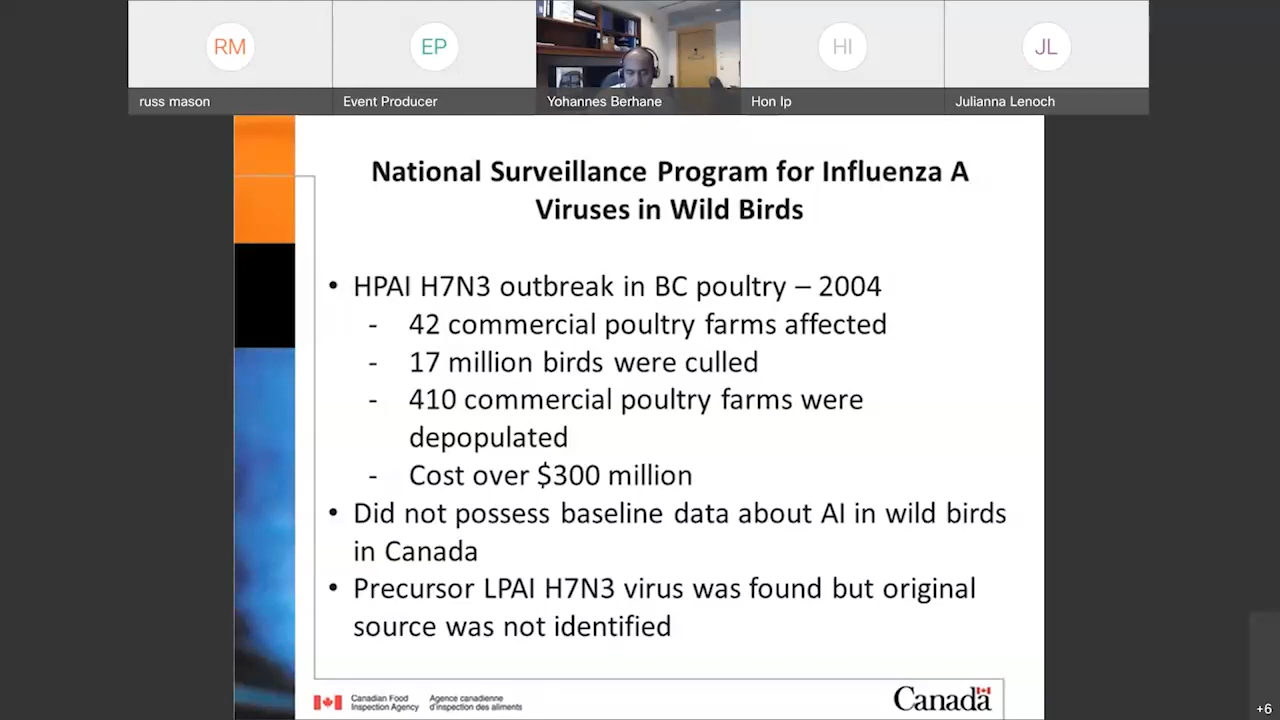 RM
EP
HI
JL
russ mason
Event Producer
Yohannes Berhane
Hon Ip
Julianna Lenoch
National Surveillance Program for Influenza A
Viruses in Wild Birds
• HPAI H7N3 outbreak in BC poultry – 2004
- 42 commercial poultry farms affected
- 17 million birds were culled
- 410 commercial poultry farms were
depopulated
- Cost over $300 million
• Did not possess baseline data about AI in wild birds
in Canada
• Precursor LPAI H7N3 virus was found but original
source was not identified
Canadian Food
Inspection Agency
Agence canadienne
d'inspection des aliments
Canada
+6